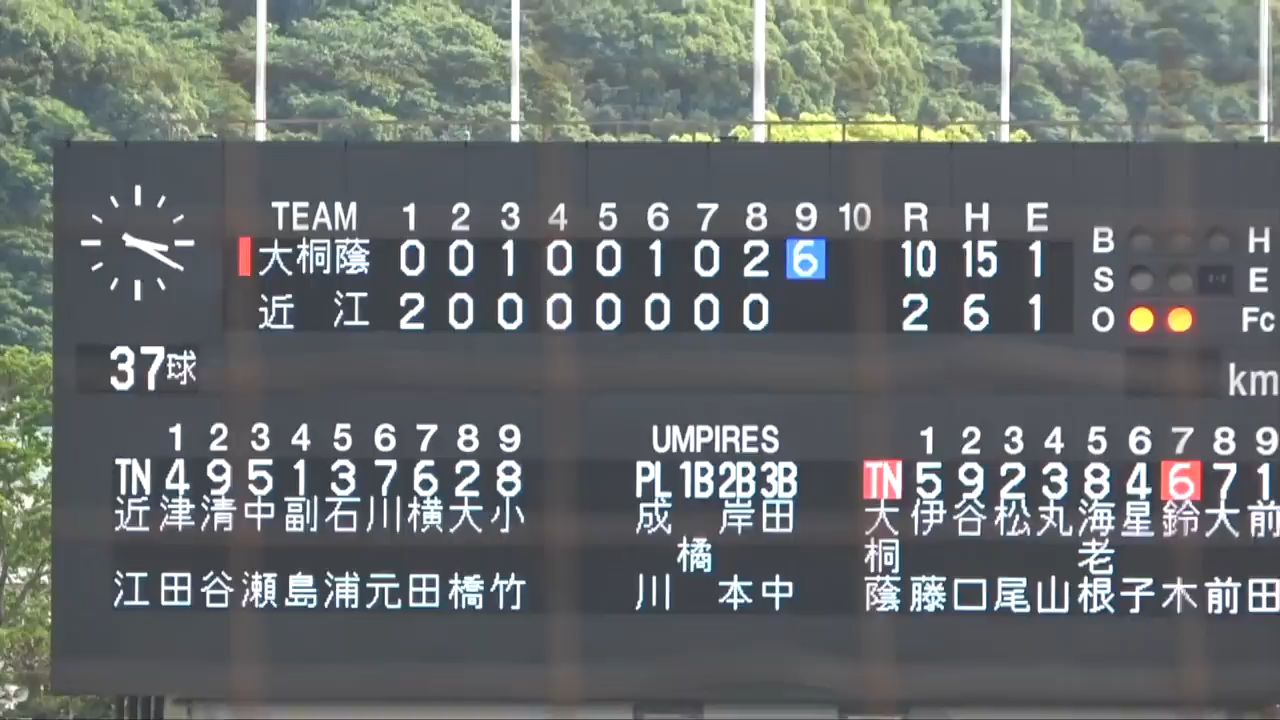 TEAM 1 2 3 4 5 6 7 8 9 10 R H E
大桐蔭 0 0 1 0 0 1 0 2 6 10 15 1
近江 2 0 0 0 0 0 0 0 2 6 1
B H
S E
O Fc
37球
km
1 2 3 4 5 6 7 8 9
TN 4 9 5 1 3 7 6 2 8
近江 津田 清谷 中瀬 副島 石浦 川元 横田 大橋 小竹
UMPIRES
PL 1B 2B 3B
成川 橘 岸本 田中
1 2 3 4 5 6 7 8 9
TN 5 9 2 3 8 4 6 7 1
大桐蔭 伊藤 谷口 松尾 丸山 海老根 星子 鈴木 大前 前田